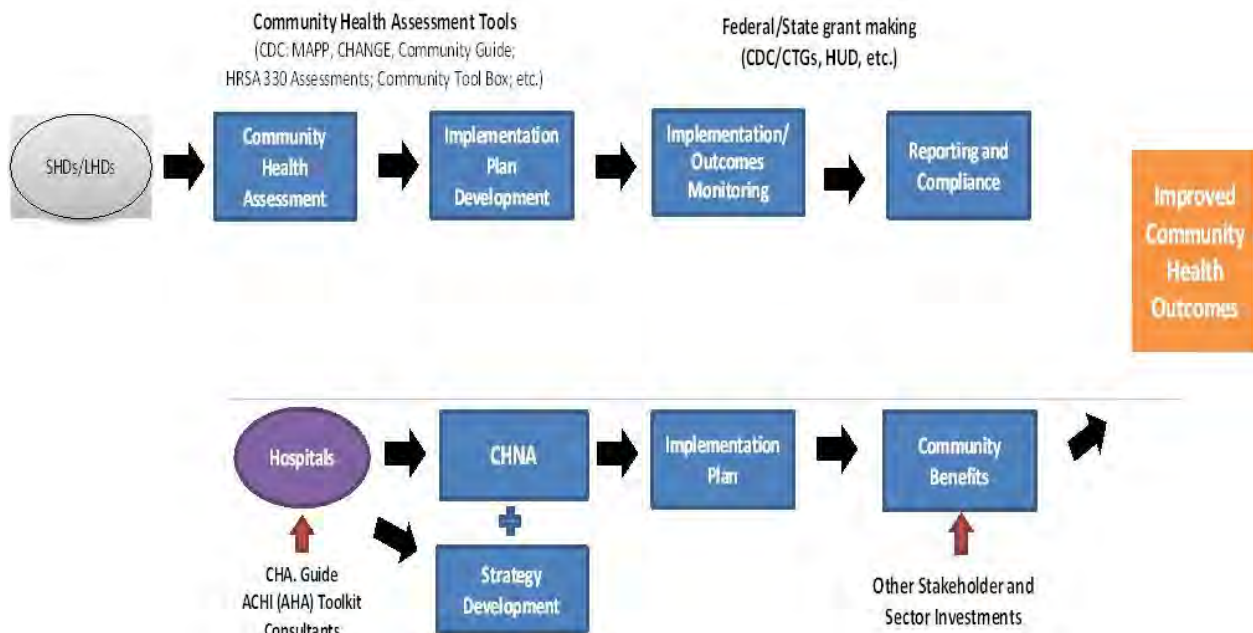 Community Health Assessment Tools
(CDC: MAPP, CHANGE, Community Guide;
HRSA 330 Assessments; Community Tool Box; etc.)
Federal/State grant making
(CDC/CTGs, HUD, etc.)
SHDs/LHDs
Community
Health
Assessment
Implementation
Plan
Development
Implementation/
Outcomes
Monitoring
Reporting and
Compliance
Improved
Community
Health
Outcomes
Hospitals
CHNA
Implementation
Plan
Community
Benefits
Strategy
Development
CHA. Guide
ACHI (AHA) Toolkit
Consultants
Other Stakeholder and
Sector Investments